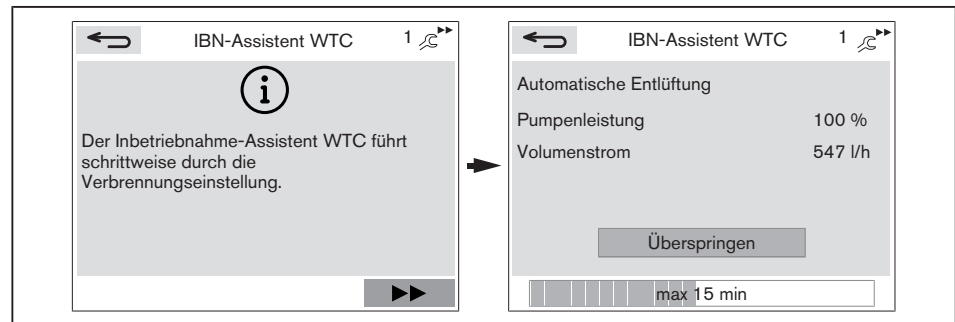 IBN-Assistent WTC 1
Der Inbetriebnahme-Assistent WTC führt
schrittweise durch die
Verbrennungseinstellung.
IBN-Assistent WTC 1
Automatische Entlüftung
Pumpenleistung 100 %
Volumenstrom 547 l/h
Überspringen
max 15 min